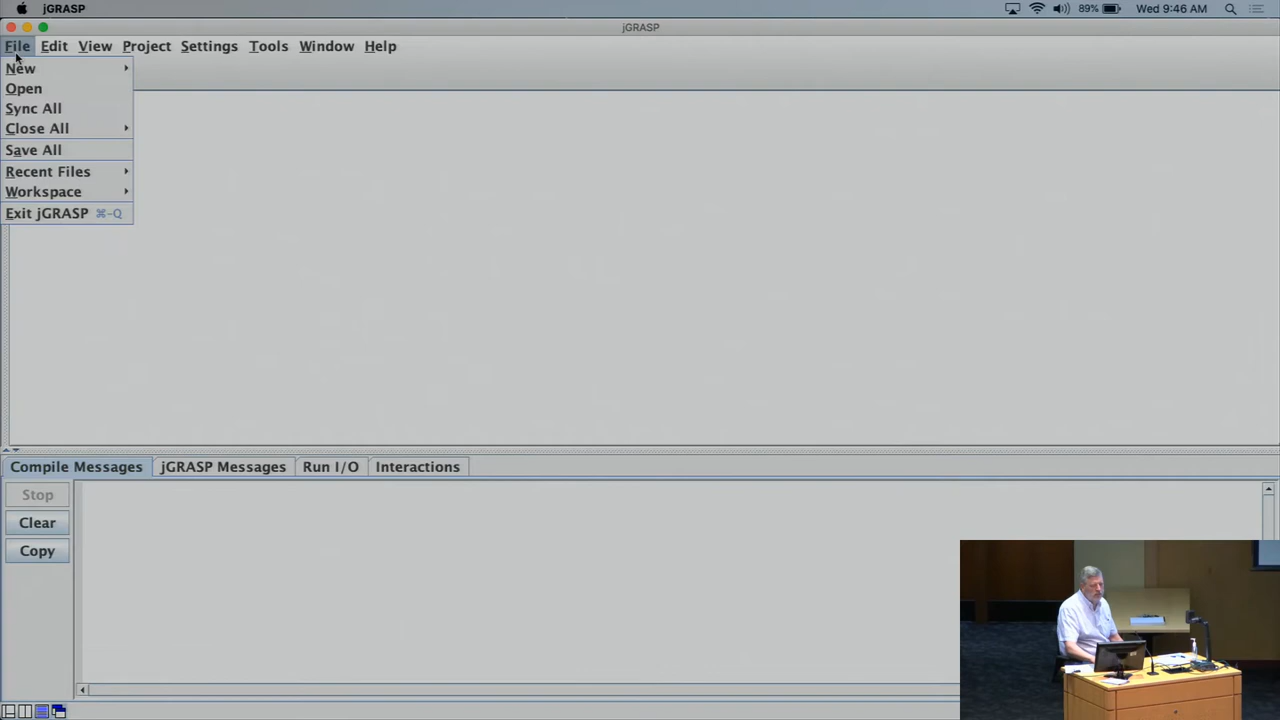 jGRASP
89%
Wed 9:46 AM
jGRASP
File Edit View Project Settings Tools Window Help
New
Open
Sync All
Close All
Save All
Recent Files
Workspace
Exit jGRASP ⌘-Q
Compile Messages jGRASP Messages Run I/O Interactions
Stop
Clear
Copy